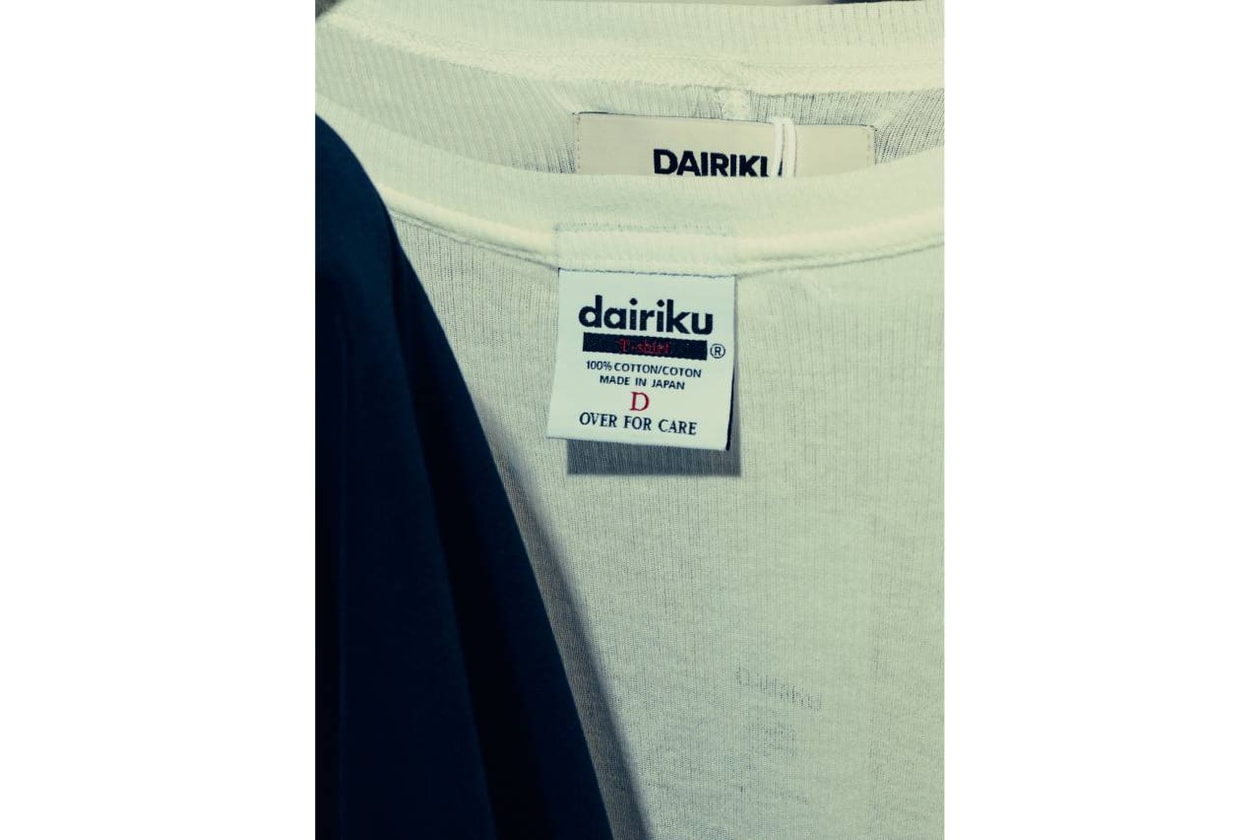 DAIRIKU
dairiku
T-shirt
®
100% COTTON/COTON
MADE IN JAPAN
D
OVER FOR CARE